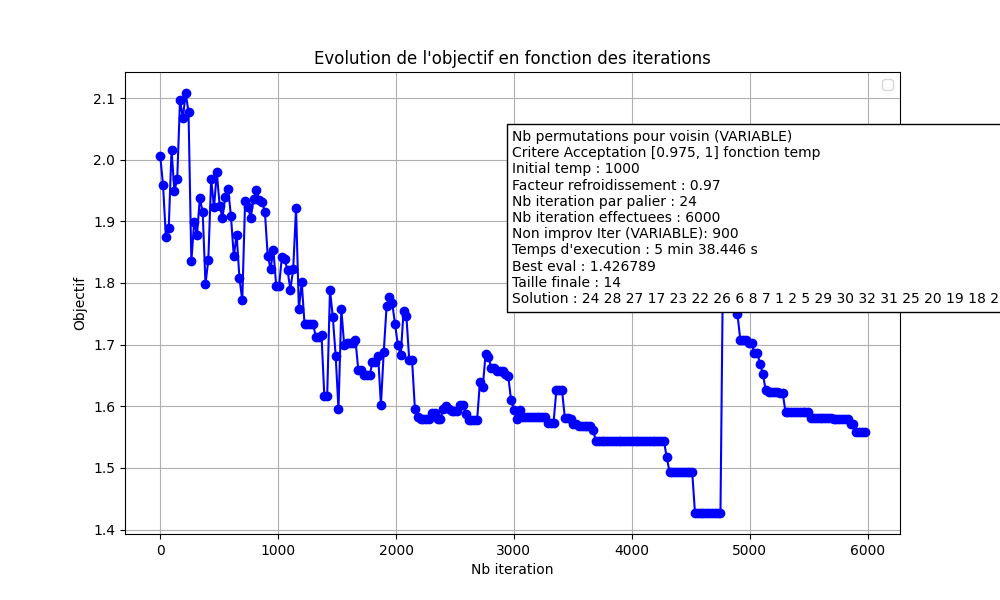 Evolution de l'objectif en fonction des iterations
2.1
2.0
1.9
1.8
1.7
1.6
1.5
1.4
Objectif
Nb permutations pour voisin (VARIABLE)
Critere Acceptation [0.975, 1] fonction temp
Initial temp : 1000
Facteur refroidissement : 0.97
Nb iteration par palier : 24
Nb iteration effectuees : 6000
Non improv Iter (VARIABLE): 900
Temps d'execution : 5 min 38.446 s
Best eval : 1.426789
Taille finale : 14
Solution : 24 28 27 17 23 22 26 6 8 7 1 2 5 29 30 32 31 25 20 19 18 2
0 1000 2000 3000 4000 5000 6000
Nb iteration